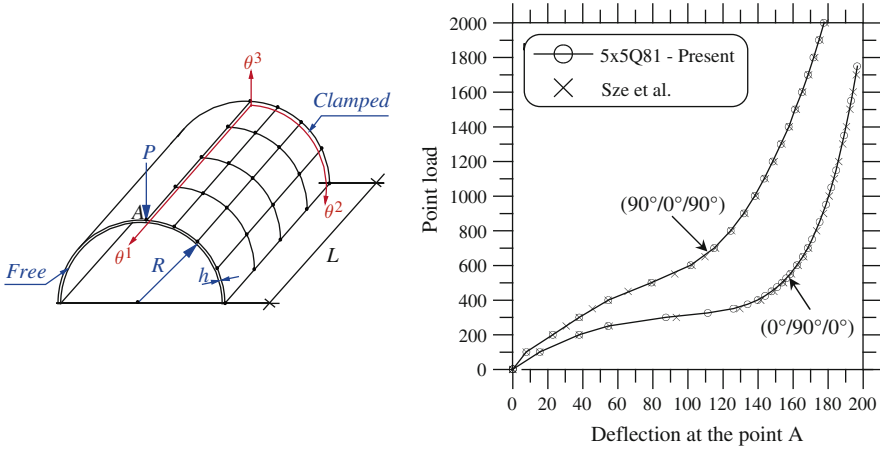 θ³
Clamped
P
A
θ²
θ¹
R
L
Free
h
2000
1800
1600
1400
1200
1000
800
600
400
200
0
Point load
5x5Q81 - Present
Sze et al.
(90°/0°/90°)
(0°/90°/0°)
0 20 40 60 80 100 120 140 160 180 200
Deflection at the point A